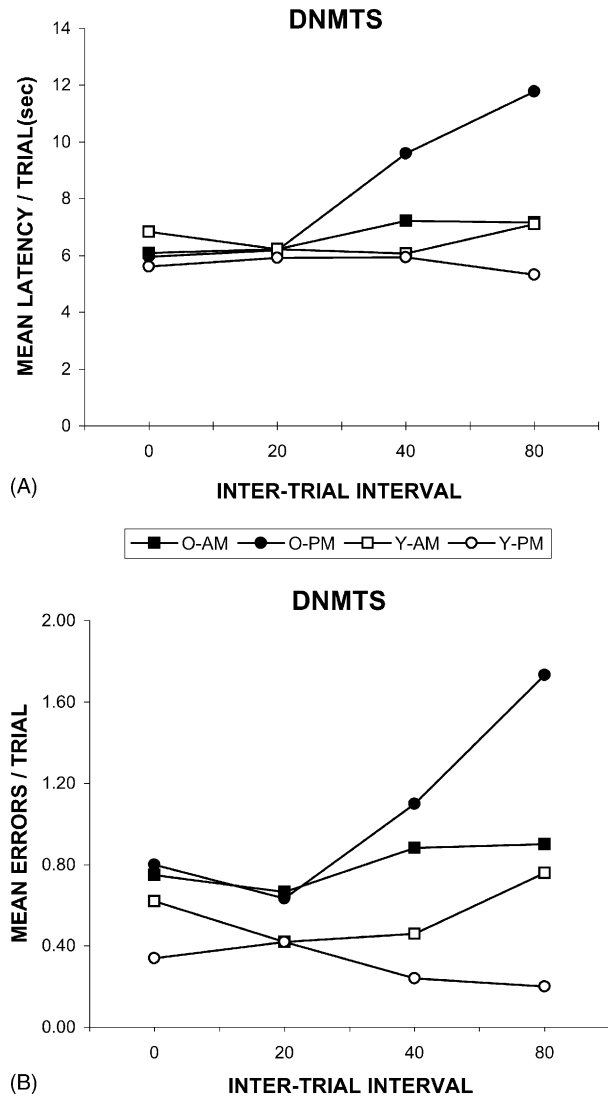 DNMTS
14
12
10
8
6
4
2
0
MEAN LATENCY / TRIAL(sec)
0 20 40 80
(A)
INTER-TRIAL INTERVAL
O-AM O-PM Y-AM Y-PM
DNMTS
2.00
1.60
1.20
0.80
0.40
0.00
MEAN ERRORS / TRIAL
0 20 40 80
(B)
INTER-TRIAL INTERVAL